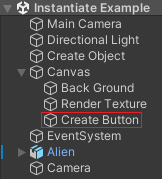 Instantiate Example
Main Camera
Directional Light
Create Object
Canvas
Back Ground
Render Texture
Create Button
EventSystem
Alien
Camera